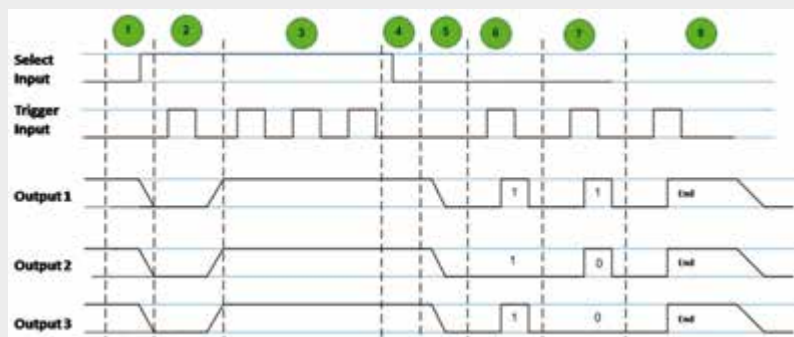 1 2 3 4 5 6 7 8
Select
Input
Trigger
Input
Output 1 1 1 End
Output 2 1 0 End
Output 3 1 0 End